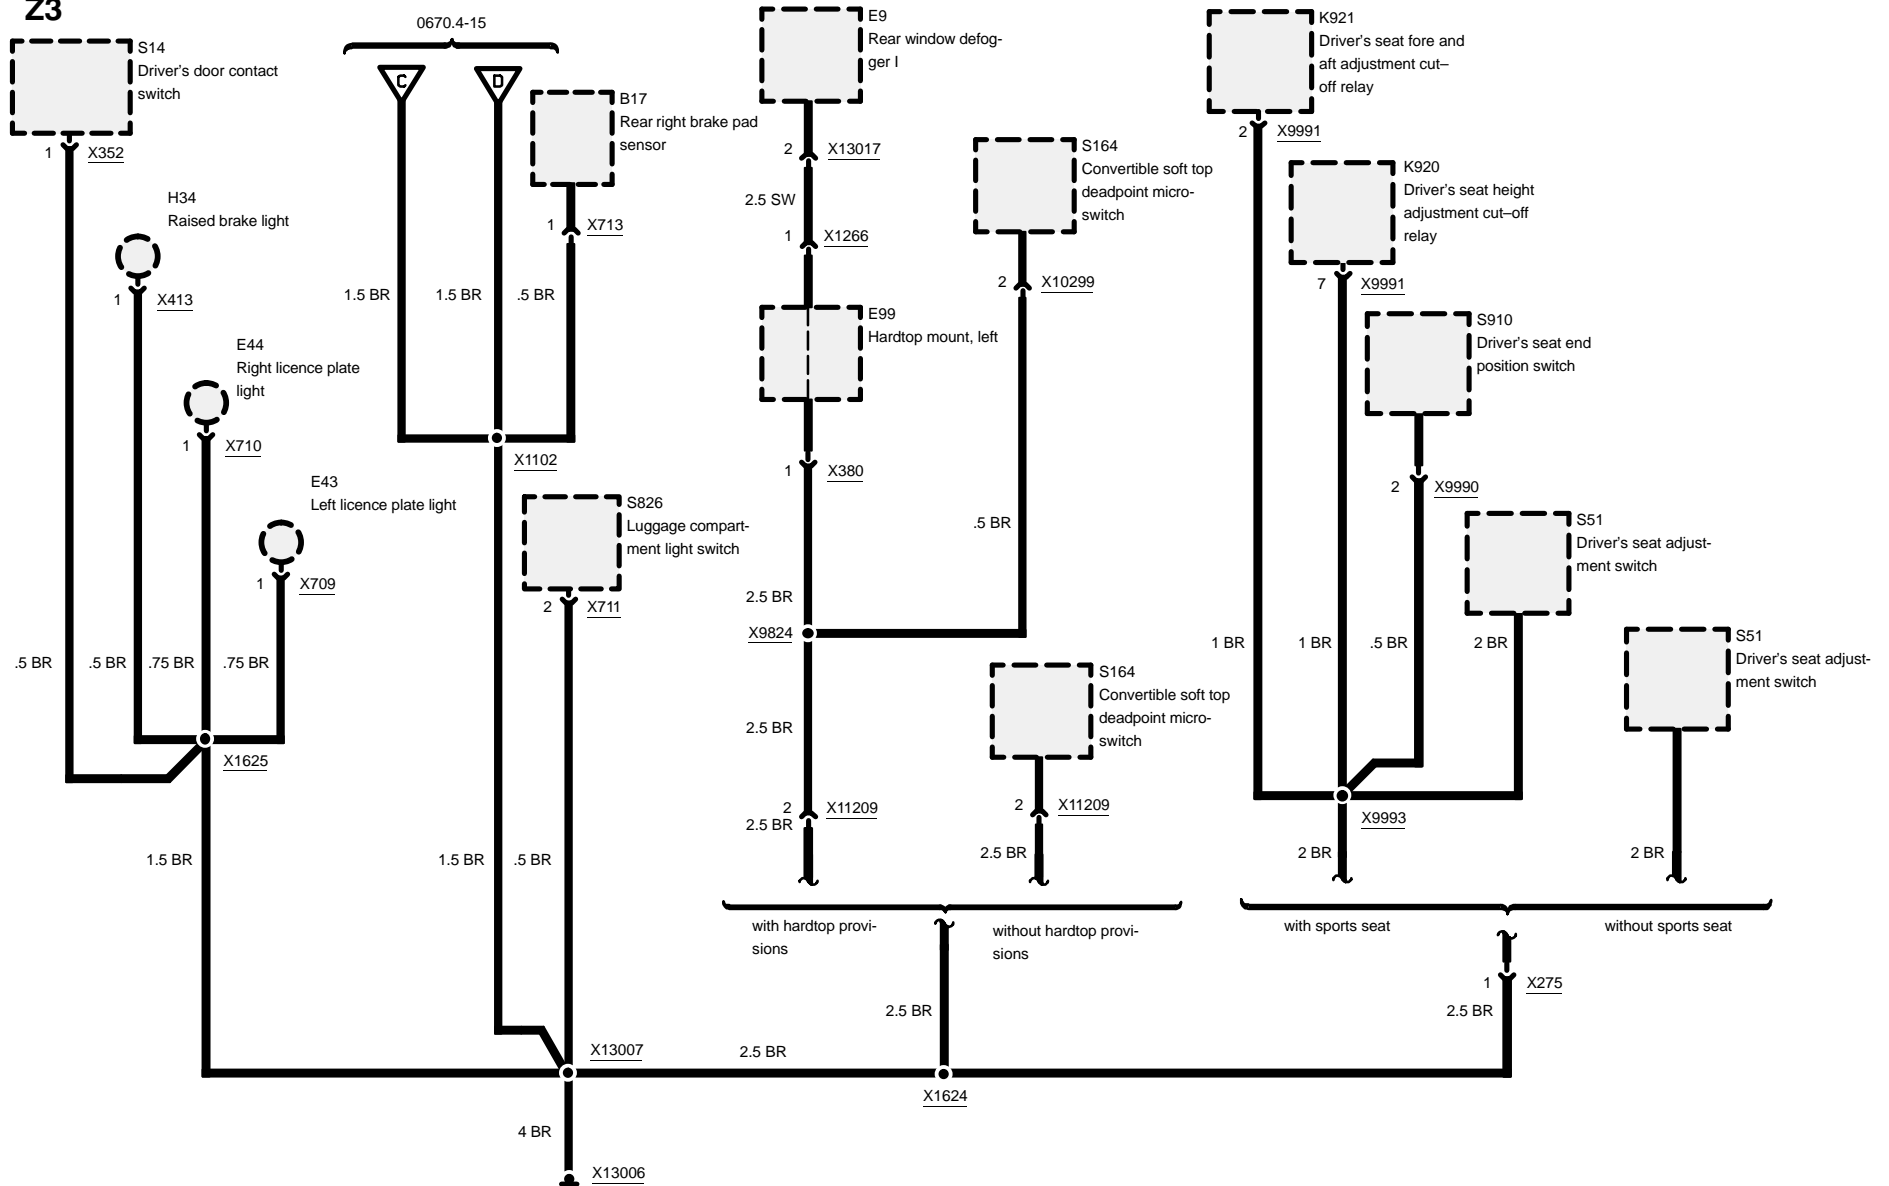 Z3
S14
Driver's door contact
switch
1
X352
H34
Raised brake light
1
X413
E44
Right licence plate
light
1
X710
E43
Left licence plate light
1
X709
.5 BR
.5 BR
.75 BR
.75 BR
X1625
1.5 BR
0670.4-15
C
D
B17
Rear right brake pad
sensor
1
X713
1.5 BR
1.5 BR
.5 BR
X1102
S826
Luggage compart-
ment light switch
2
X711
1.5 BR
.5 BR
X13007
2.5 BR
4 BR
X13006
E9
Rear window defog-
ger I
2
X13017
2.5 SW
1
X1266
E99
Hardtop mount, left
1
X380
S164
Convertible soft top
deadpoint micro-
switch
2
X10299
.5 BR
2.5 BR
X9824
2.5 BR
2
X11209
2.5 BR
S164
Convertible soft top
deadpoint micro-
switch
2
X11209
2.5 BR
with hardtop provi-
sions
without hardtop provi-
sions
2.5 BR
X1624
K921
Driver's seat fore and
aft adjustment cut–
off relay
2
X9991
K920
Driver's seat height
adjustment cut–off
relay
7
X9991
S910
Driver's seat end
position switch
2
X9990
S51
Driver's seat adjust-
ment switch
1 BR
1 BR
.5 BR
2 BR
S51
Driver's seat adjust-
ment switch
X9993
2 BR
2 BR
with sports seat
without sports seat
1
X275
2.5 BR